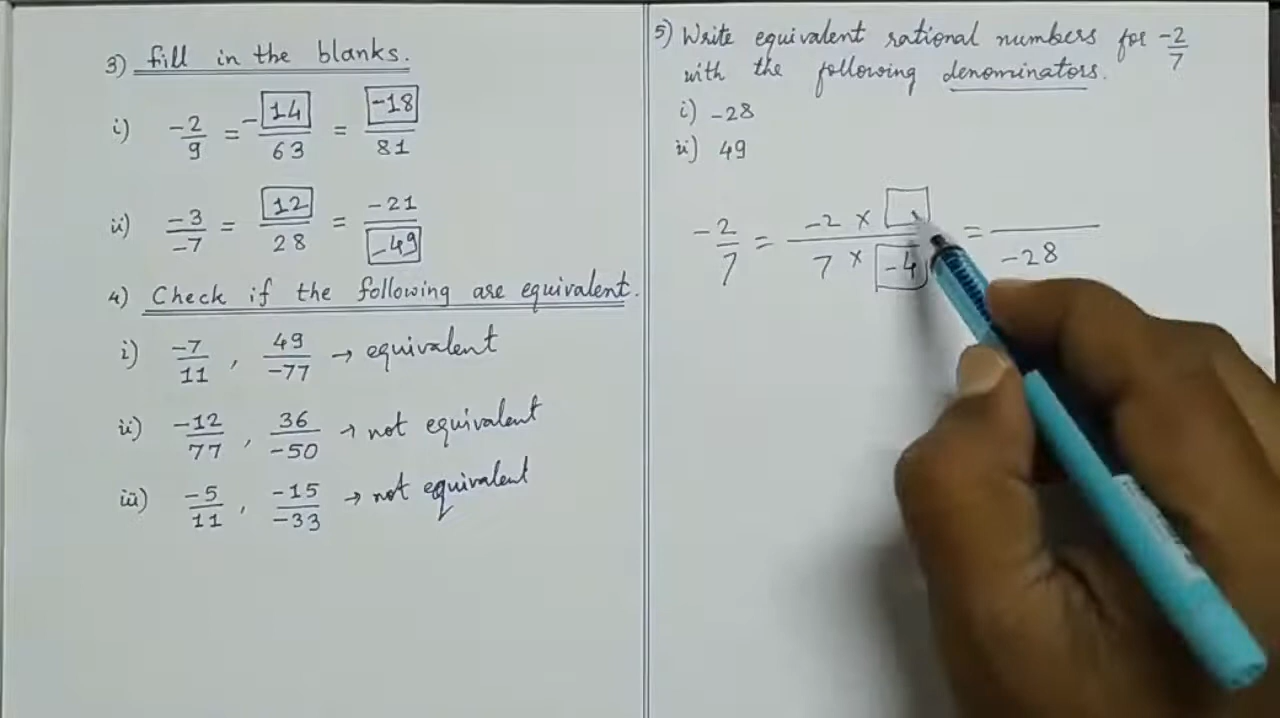 3) fill in the blanks.
i) -2/9 = -14/63 = -18/81
ii) -3/-7 = 12/28 = -21/-49
4) Check if the following are equivalent.
i) -7/11 , 49/-77 → equivalent
ii) -12/77 , 36/-50 → not equivalent
iii) -5/11 , -15/-33 → not equivalent
5) Write equivalent rational numbers for -2/7
with the following denominators.
i) -28
ii) 49
-2/7 = -2 × □ / 7 × -4 = /-28